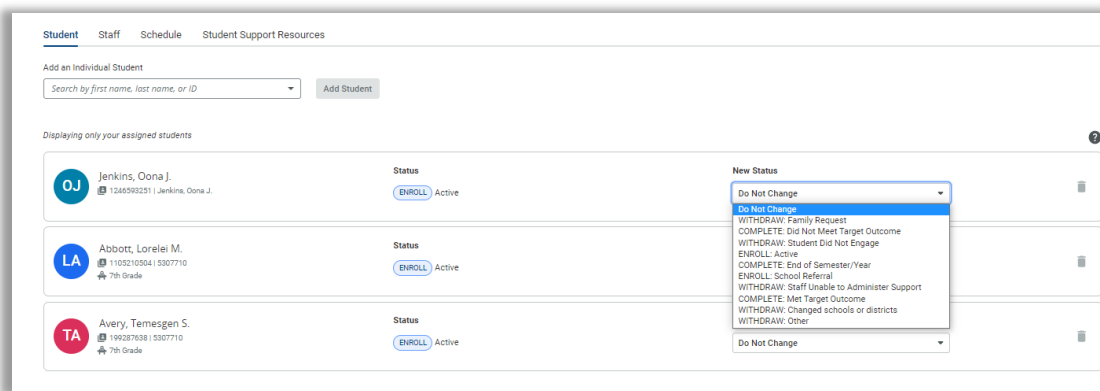 Student Staff Schedule Student Support Resources
Add an Individual Student
Search by first name, last name, or ID Add Student
Displaying only your assigned students
?
OJ
Jenkins, Oona J.
1246593251 | Jenkins, Oona J.
Status
ENROLL Active
New Status
Do Not Change
Do Not Change
WITHDRAW: Family Request
COMPLETE: Did Not Meet Target Outcome
WITHDRAW: Student Did Not Engage
ENROLL: Active
COMPLETE: End of Semester/Year
ENROLL: School Referral
WITHDRAW: Staff Unable to Administer Support
COMPLETE: Met Target Outcome
WITHDRAW: Changed schools or districts
WITHDRAW: Other
LA
Abbott, Lorelei M.
1105210504 | 5307710
7th Grade
Status
ENROLL Active
TA
Avery, Temesgen S.
199287638 | 5307710
7th Grade
Status
ENROLL Active
Do Not Change